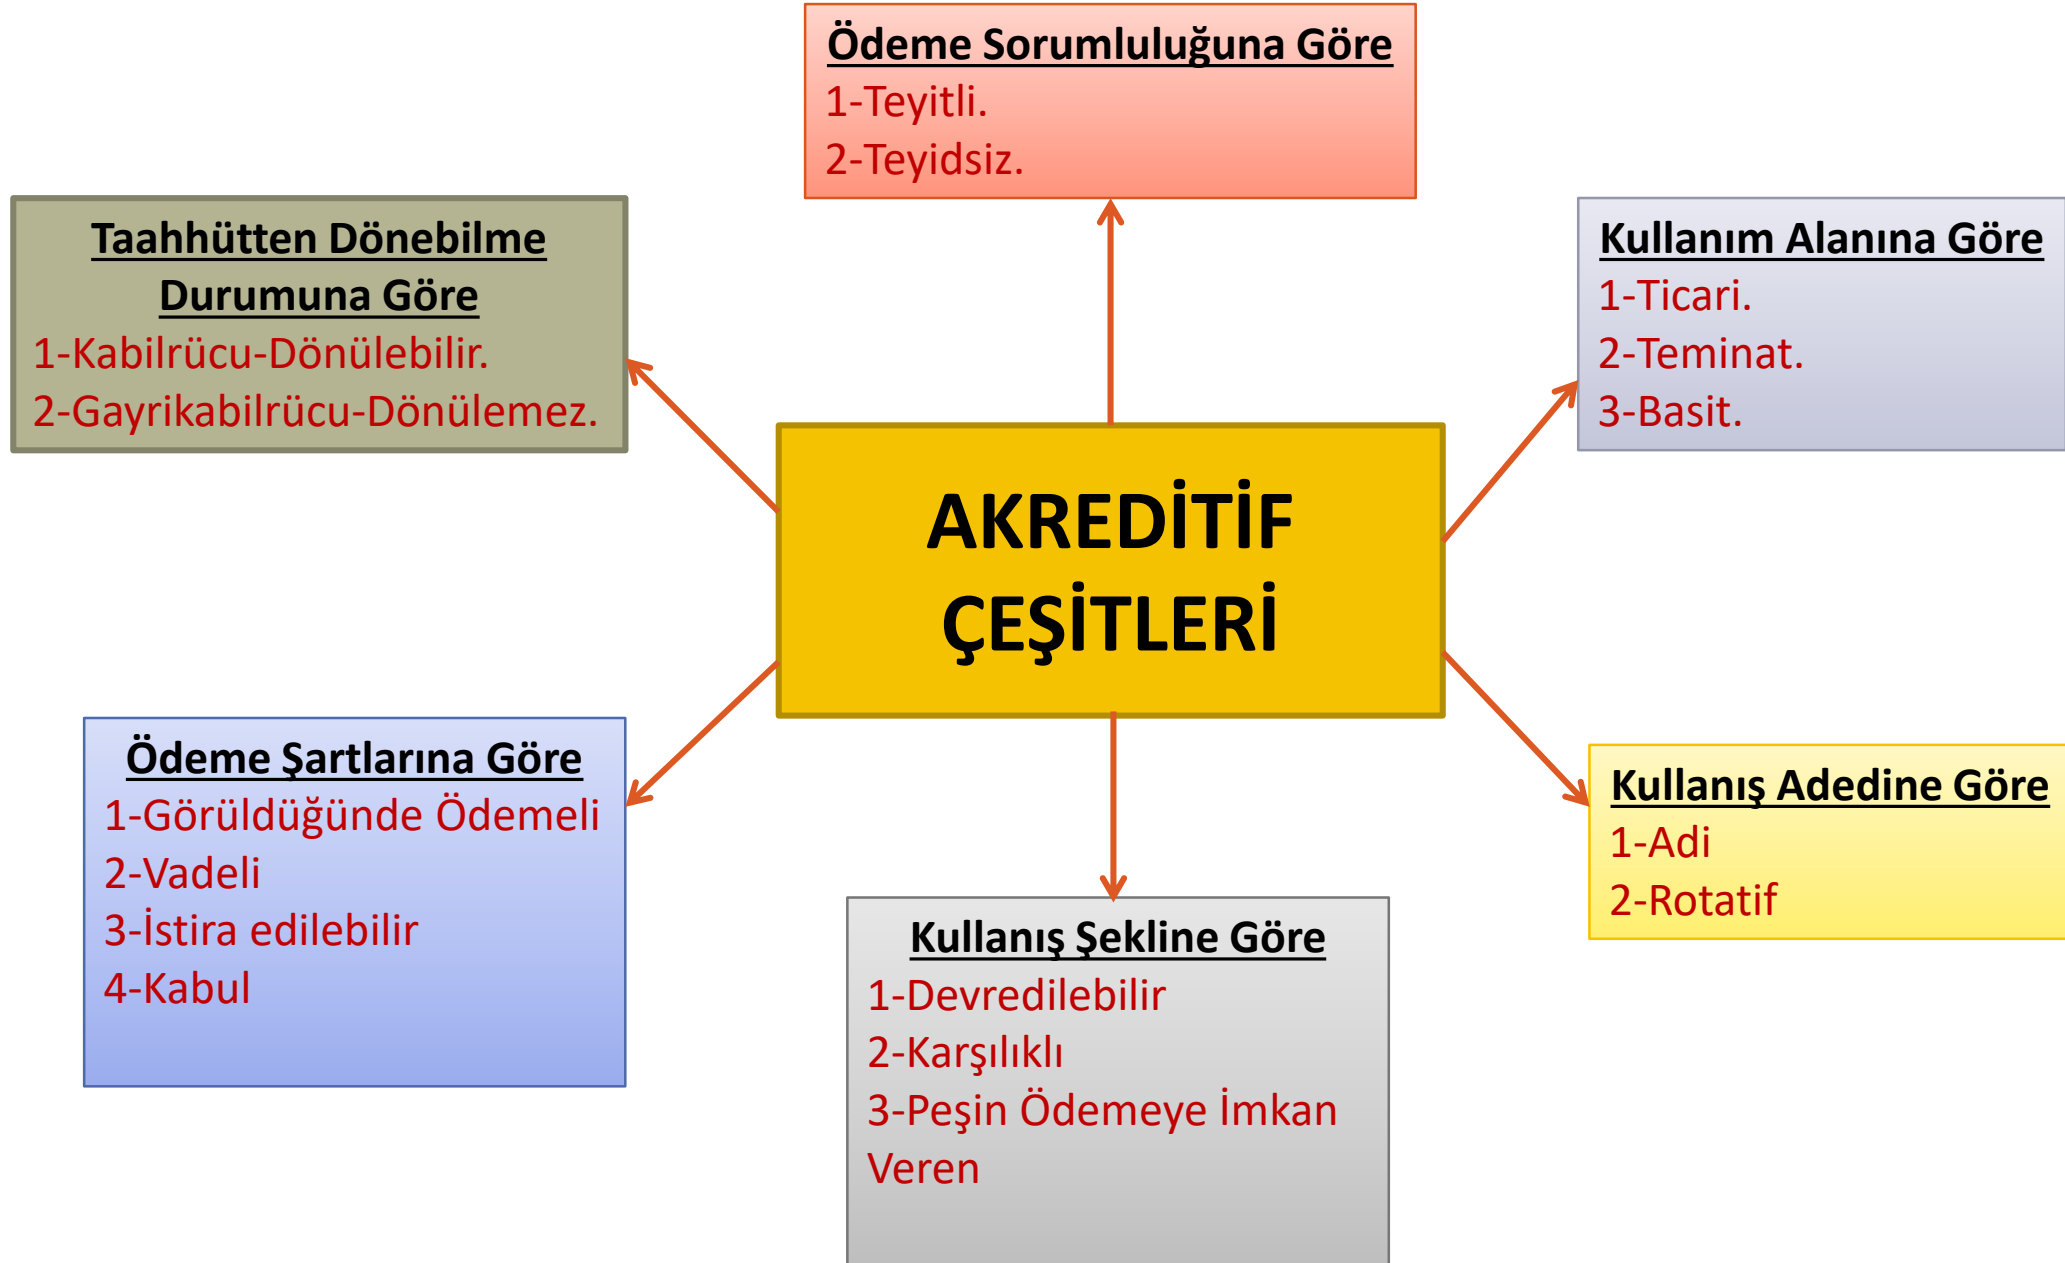 Ödeme Sorumluluğuna Göre
1-Teyitli.
2-Teyidsiz.
Taahhütten Dönebilme
Durumuna Göre
1-Kabilrücu-Dönülebilir.
2-Gayrikabilrücu-Dönülemez.
Kullanım Alanına Göre
1-Ticari.
2-Teminat.
3-Basit.
AKREDİTİF
ÇEŞİTLERİ
Ödeme Şartlarına Göre
1-Görüldüğünde Ödemeli
2-Vadeli
3-İstira edilebilir
4-Kabul
Kullanış Şekline Göre
1-Devredilebilir
2-Karşılıklı
3-Peşin Ödemeye İmkan
Veren
Kullanış Adedine Göre
1-Adi
2-Rotatif